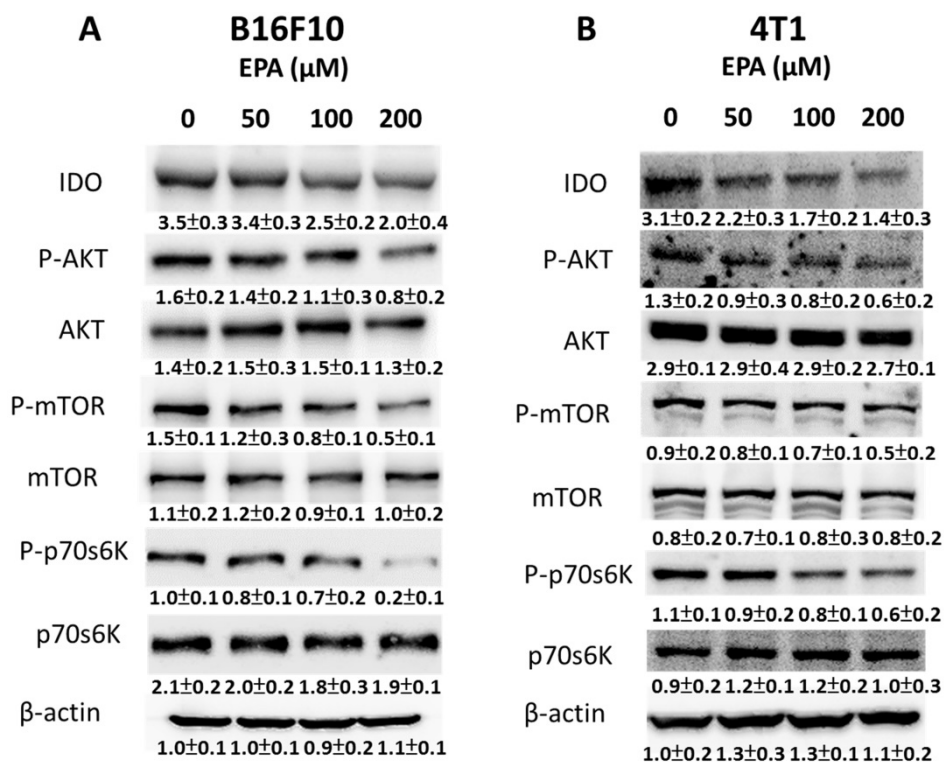 A B16F10
EPA (μM)
0 50 100 200
IDO
3.5±0.3 3.4±0.3 2.5±0.2 2.0±0.4
P-AKT
1.6±0.2 1.4±0.2 1.1±0.3 0.8±0.2
AKT
1.4±0.2 1.5±0.3 1.5±0.1 1.3±0.2
P-mTOR
1.5±0.1 1.2±0.3 0.8±0.1 0.5±0.1
mTOR
1.1±0.2 1.2±0.2 0.9±0.1 1.0±0.2
P-p70s6K
1.0±0.1 0.8±0.1 0.7±0.2 0.2±0.1
p70s6K
2.1±0.2 2.0±0.2 1.8±0.3 1.9±0.1
β-actin
1.0±0.1 1.0±0.1 0.9±0.2 1.1±0.1
B 4T1
EPA (μM)
0 50 100 200
IDO
3.1±0.2 2.2±0.3 1.7±0.2 1.4±0.3
P-AKT
1.3±0.2 0.9±0.3 0.8±0.2 0.6±0.2
AKT
2.9±0.1 2.9±0.4 2.9±0.2 2.7±0.1
P-mTOR
0.9±0.2 0.8±0.1 0.7±0.1 0.5±0.2
mTOR
0.8±0.2 0.7±0.1 0.8±0.3 0.8±0.2
P-p70s6K
1.1±0.1 0.9±0.2 0.8±0.1 0.6±0.2
p70s6K
0.9±0.2 1.2±0.1 1.2±0.2 1.0±0.3
β-actin
1.0±0.2 1.3±0.3 1.3±0.1 1.1±0.2